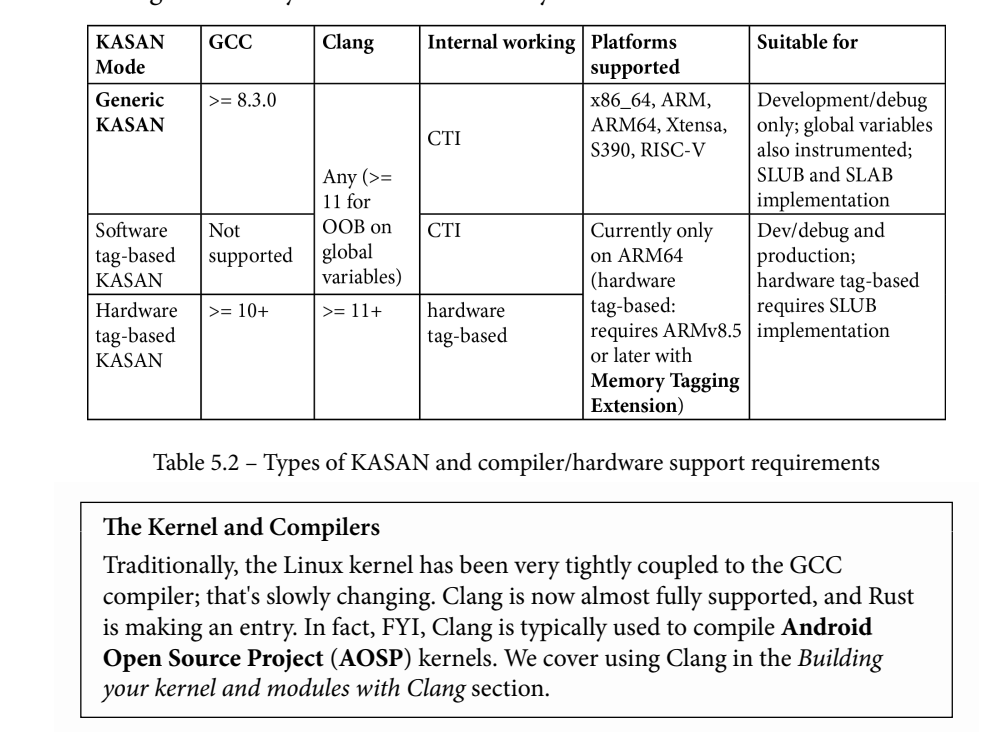 KASAN Mode | GCC | Clang | Internal working | Platforms supported | Suitable for
Generic KASAN | >= 8.3.0 | Any (>= 11 for OOB on global variables) | CTI | x86_64, ARM, ARM64, Xtensa, S390, RISC-V | Development/debug only; global variables also instrumented; SLUB and SLAB implementation
Software tag-based KASAN | Not supported | CTI | Currently only on ARM64 (hardware tag-based: requires ARMv8.5 or later with Memory Tagging Extension) | Dev/debug and production; hardware tag-based requires SLUB implementation
Hardware tag-based KASAN | >= 10+ | >= 11+ | hardware tag-based
Table 5.2 – Types of KASAN and compiler/hardware support requirements
The Kernel and Compilers
Traditionally, the Linux kernel has been very tightly coupled to the GCC
compiler; that's slowly changing. Clang is now almost fully supported, and Rust
is making an entry. In fact, FYI, Clang is typically used to compile Android
Open Source Project (AOSP) kernels. We cover using Clang in the Building
your kernel and modules with Clang section.